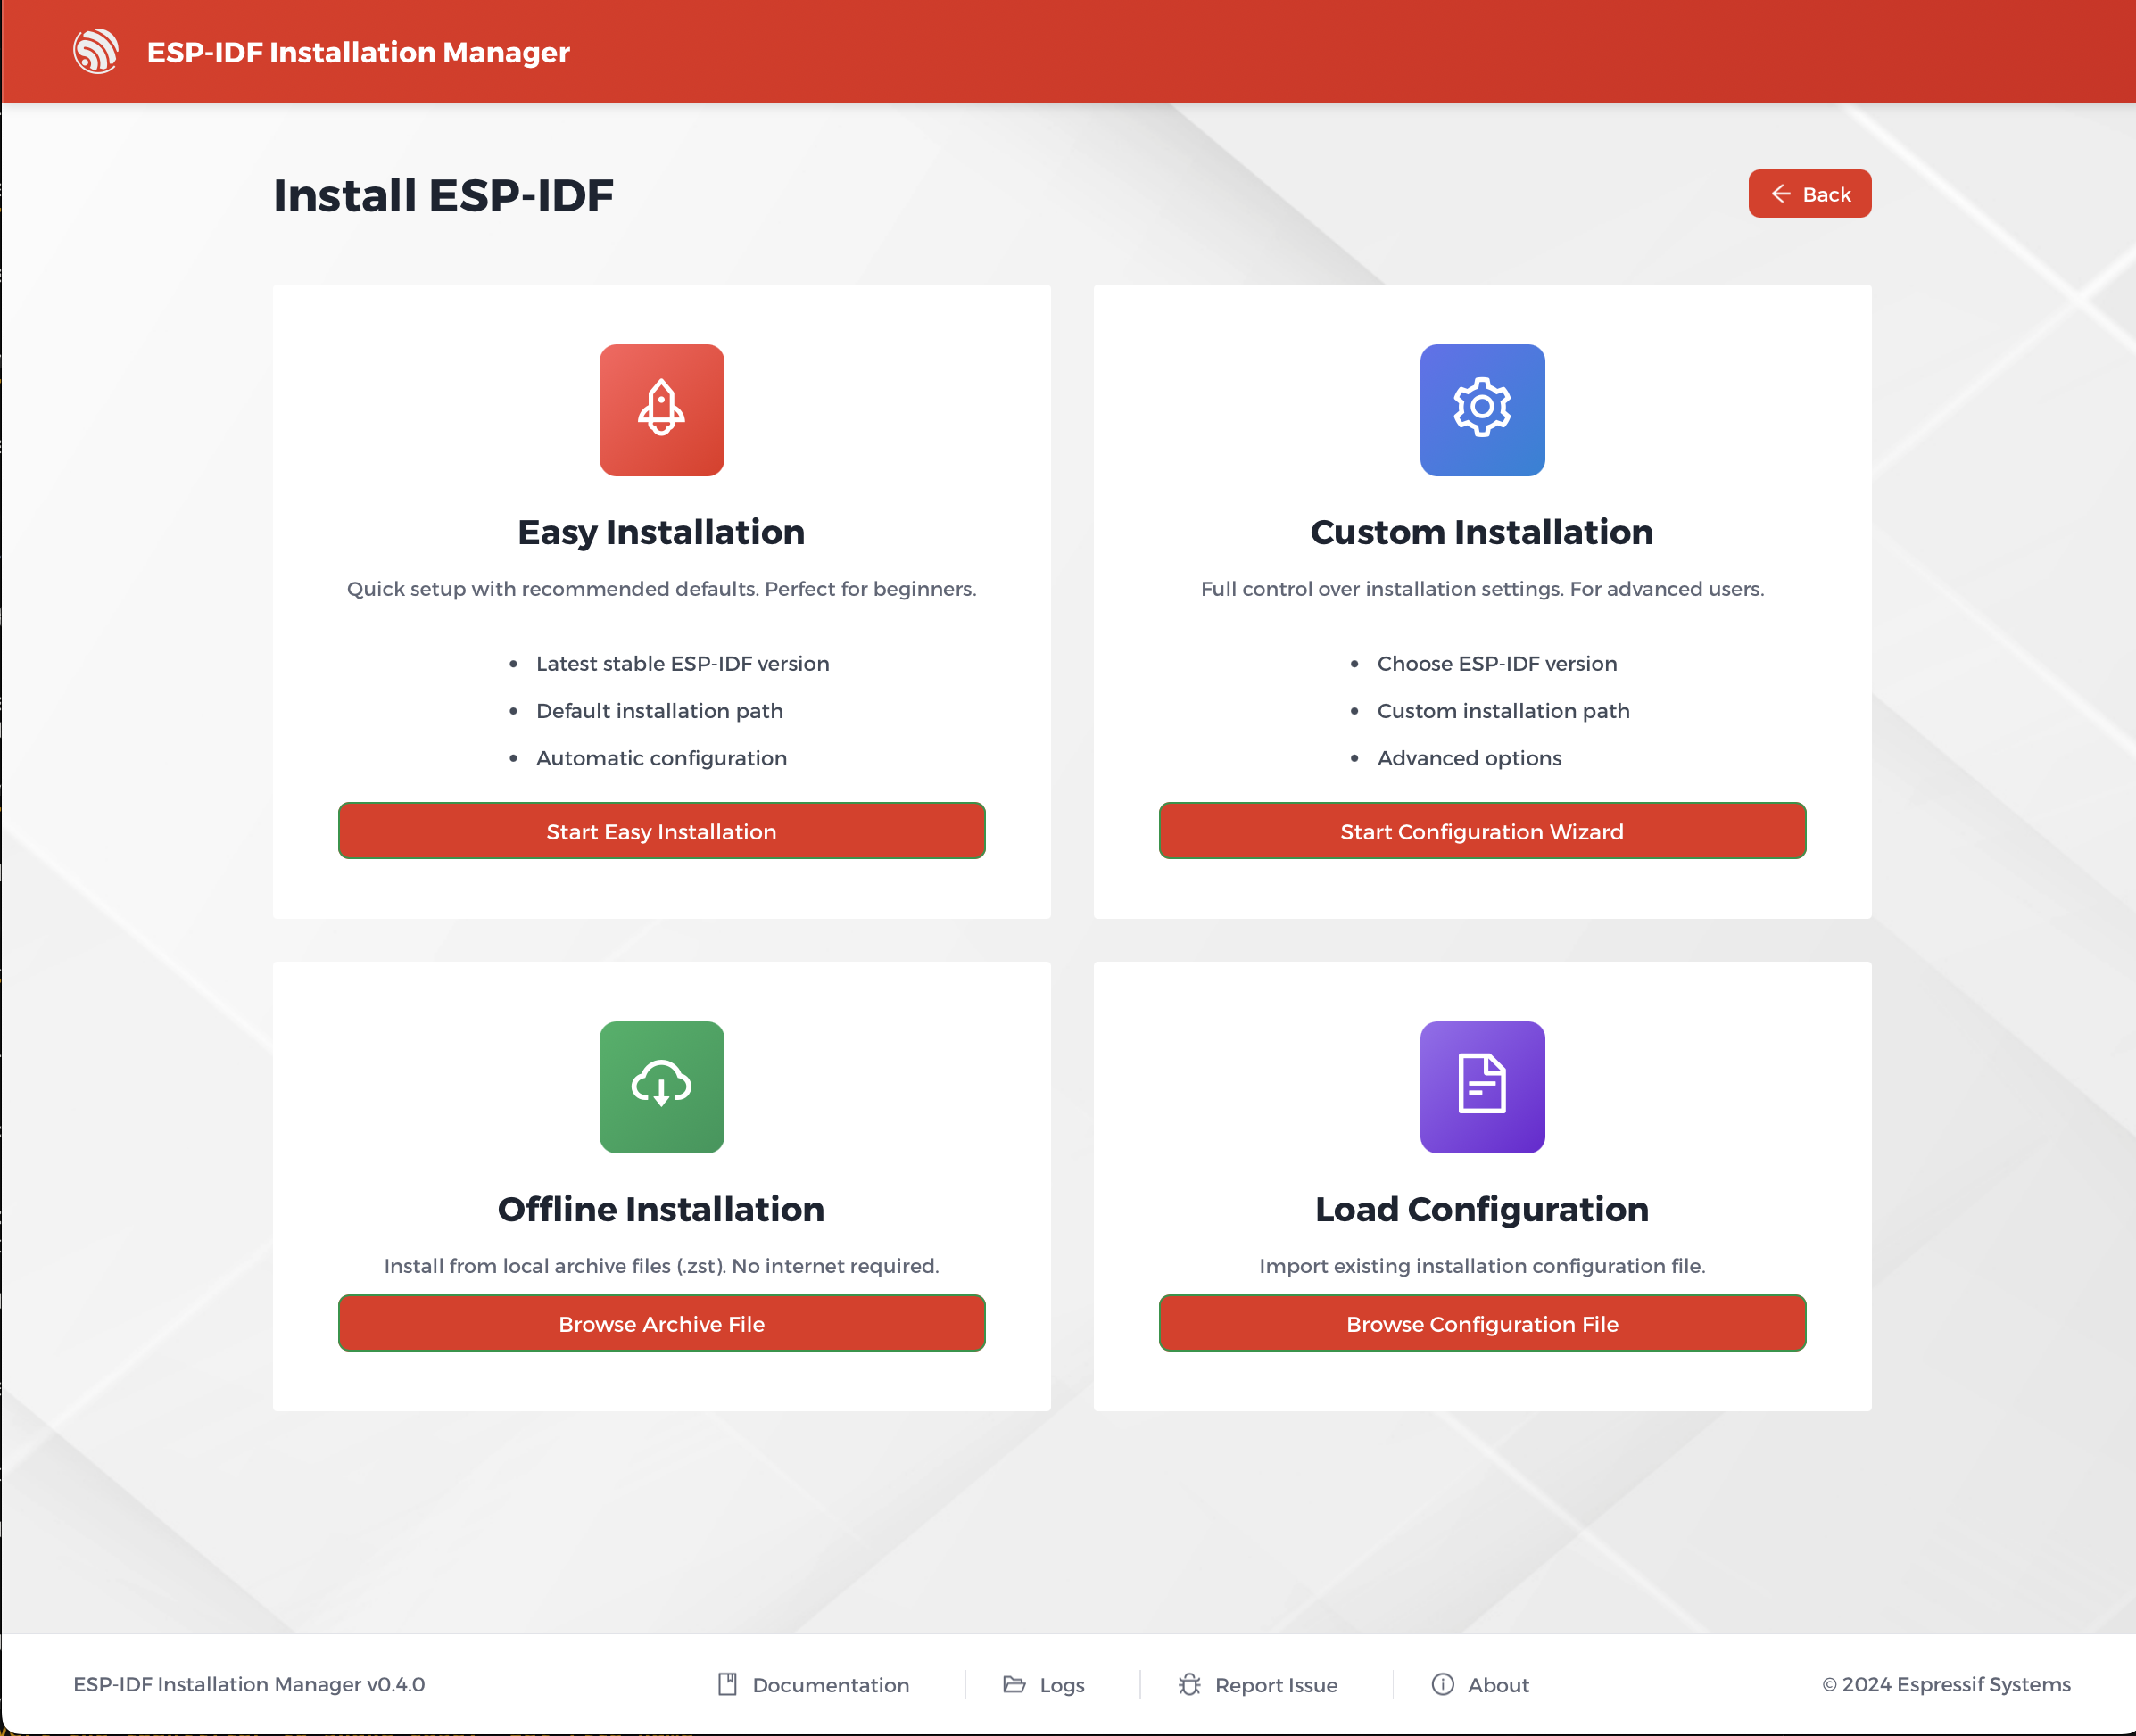 ESP-IDF Installation Manager
Install ESP-IDF
Back
Easy Installation
Quick setup with recommended defaults. Perfect for beginners.
• Latest stable ESP-IDF version
• Default installation path
• Automatic configuration
Start Easy Installation
Custom Installation
Full control over installation settings. For advanced users.
• Choose ESP-IDF version
• Custom installation path
• Advanced options
Start Configuration Wizard
Offline Installation
Install from local archive files (.zst). No internet required.
Browse Archive File
Load Configuration
Import existing installation configuration file.
Browse Configuration File
ESP-IDF Installation Manager v0.4.0
Documentation
Logs
Report Issue
About
© 2024 Espressif Systems